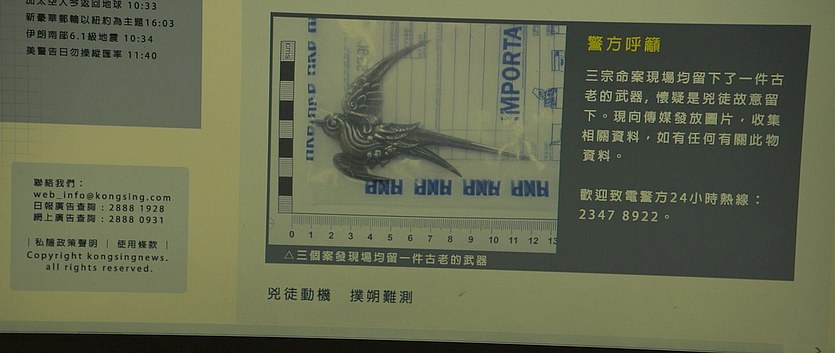 加太空人今返回地球 10:33
新豪華郵輪以紐約為主題16:03
伊朗南部6.1級地震 10:34
美警告日勿操縱匯率 11:40
聯絡我們：
web_info@kongsing.com
日報廣告查詢：2888 1928
網上廣告查詢：2888 0931
| 私隱政策聲明 | 使用條款 |
Copyright kongsingnews.
all rights reserved.
cms
IMPORTA
0 1 2 3 4 5 6 7 8 9 10 11 12 13
△三個案發現場均留一件古老的武器
兇徒動機 撲朔難測
警方呼籲
三宗命案現場均留下了一件古
老的武器, 懷疑是兇徒故意留
下。現向傳媒發放圖片，收集
相關資料，如有任何有關此物
資料。
歡迎致電警方24小時熱線：
2347 8922。